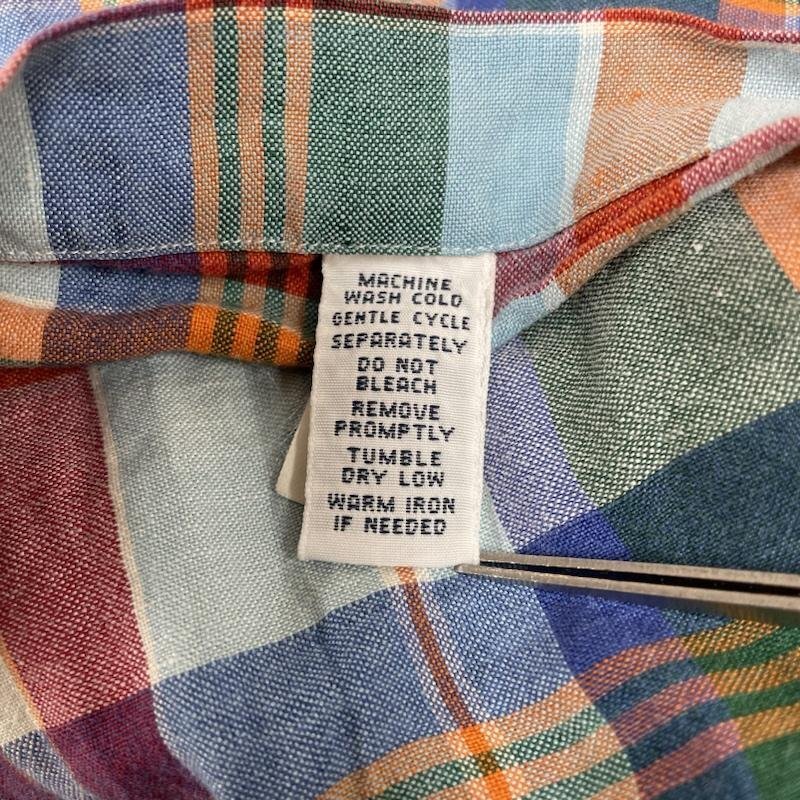 MACHINE
WASH COLD
GENTLE CYCLE
SEPARATELY
DO NOT
BLEACH
REMOVE
PROMPTLY
TUMBLE
DRY LOW
WARM IRON
IF NEEDED